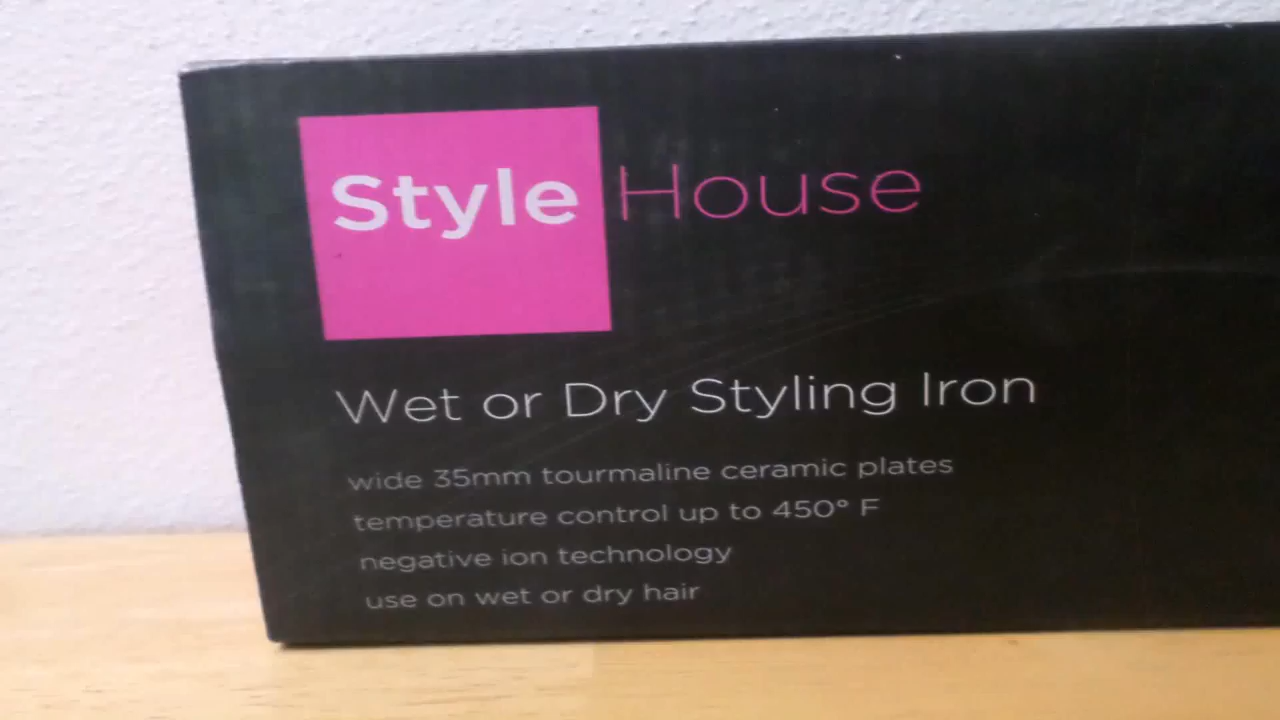 Style House
Wet or Dry Styling Iron
wide 35mm tourmaline ceramic plates
temperature control up to 450° F
negative ion technology
use on wet or dry hair